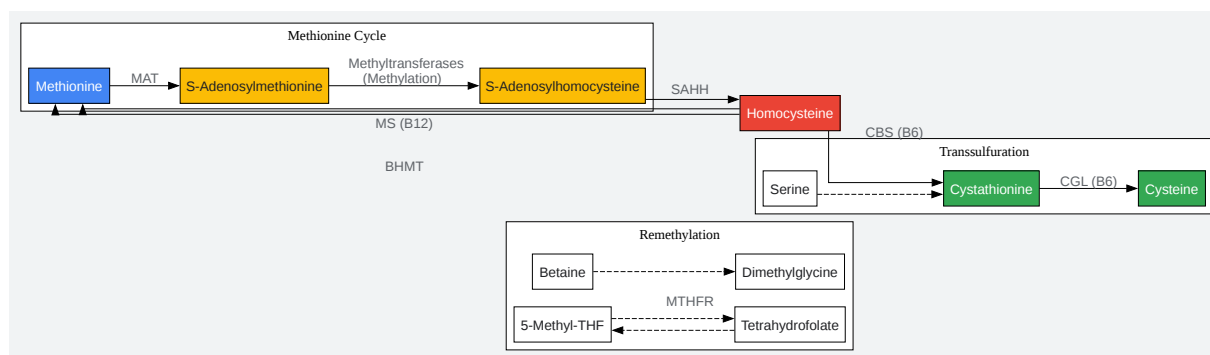 Methionine Cycle
Methionine
MAT
S-Adenosylmethionine
Methyltransferases
(Methylation)
S-Adenosylhomocysteine
SAHH
Homocysteine
MS (B12)
BHMT
CBS (B6)
Transsulfuration
Serine
Cystathionine
CGL (B6)
Cysteine
Remethylation
Betaine
Dimethylglycine
5-Methyl-THF
MTHFR
Tetrahydrofolate